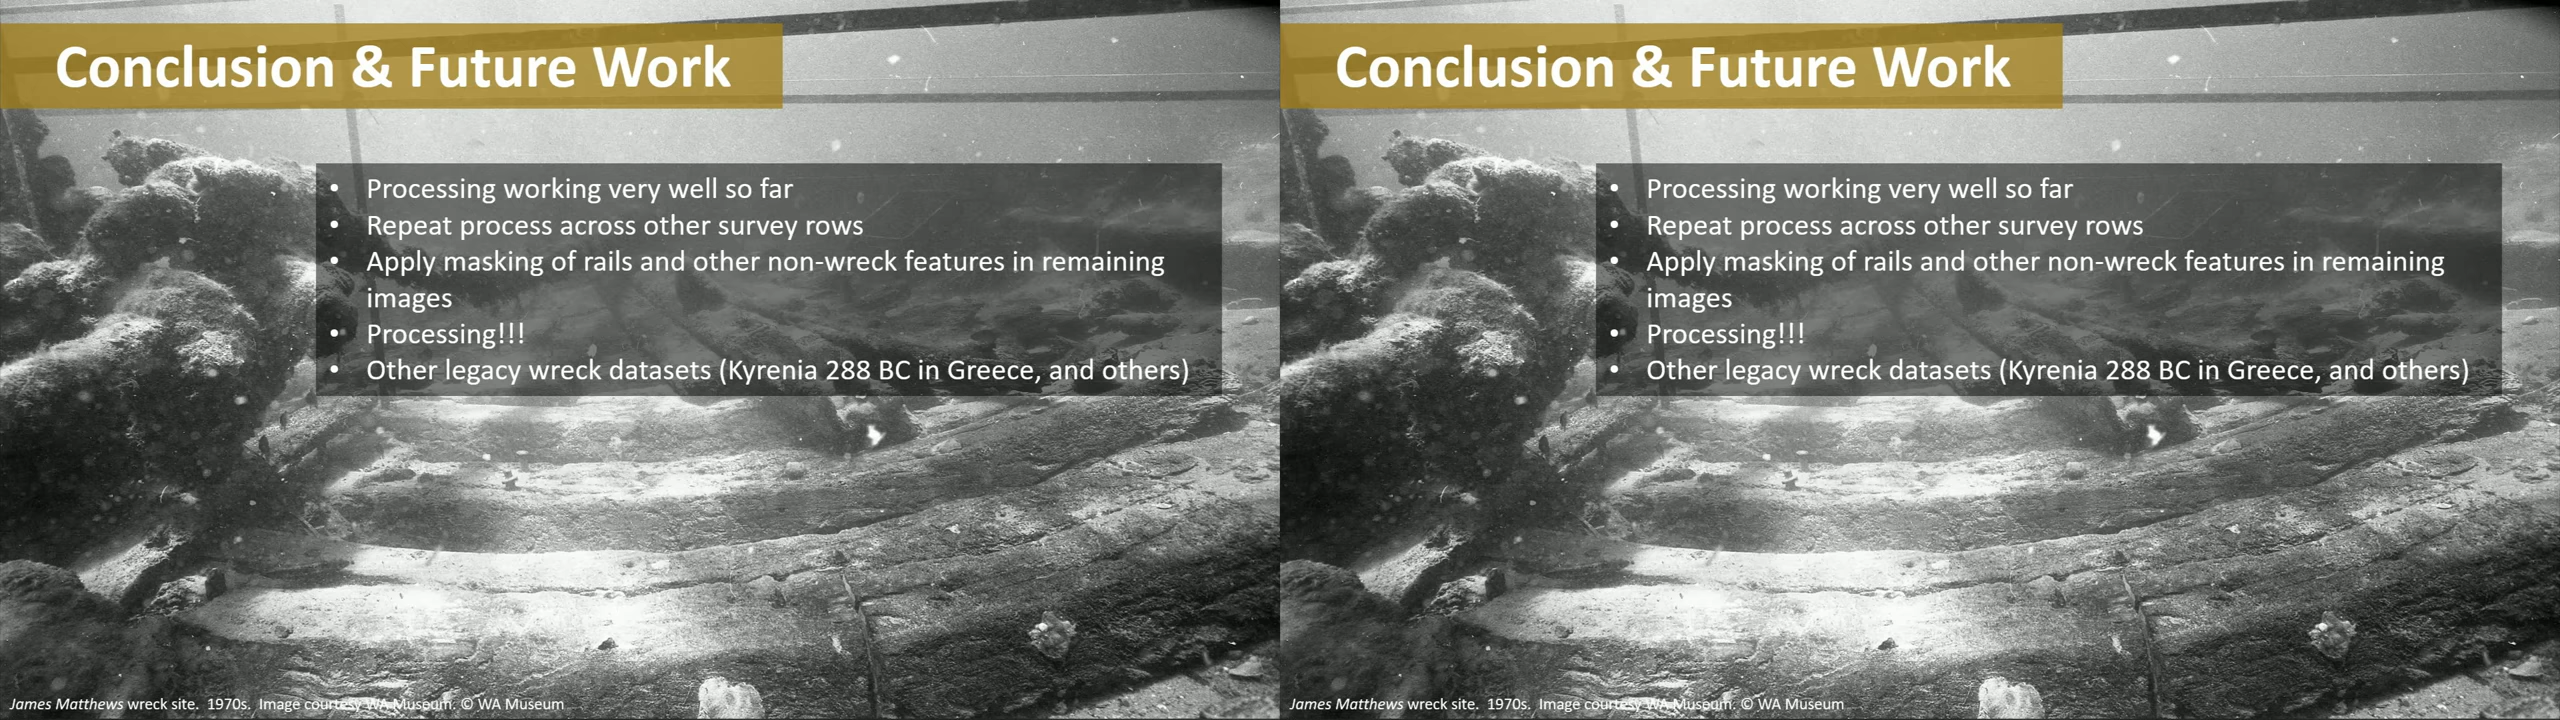 Conclusion & Future Work
• Processing working very well so far
• Repeat process across other survey rows
• Apply masking of rails and other non-wreck features in remaining
images
• Processing!!!
• Other legacy wreck datasets (Kyrenia 288 BC in Greece, and others)
James Matthews wreck site. 1970s. Image courtesy WA Museum. © WA Museum
Conclusion & Future Work
• Processing working very well so far
• Repeat process across other survey rows
• Apply masking of rails and other non-wreck features in remaining
images
• Processing!!!
• Other legacy wreck datasets (Kyrenia 288 BC in Greece, and others)
James Matthews wreck site. 1970s. Image courtesy WA Museum. © WA Museum